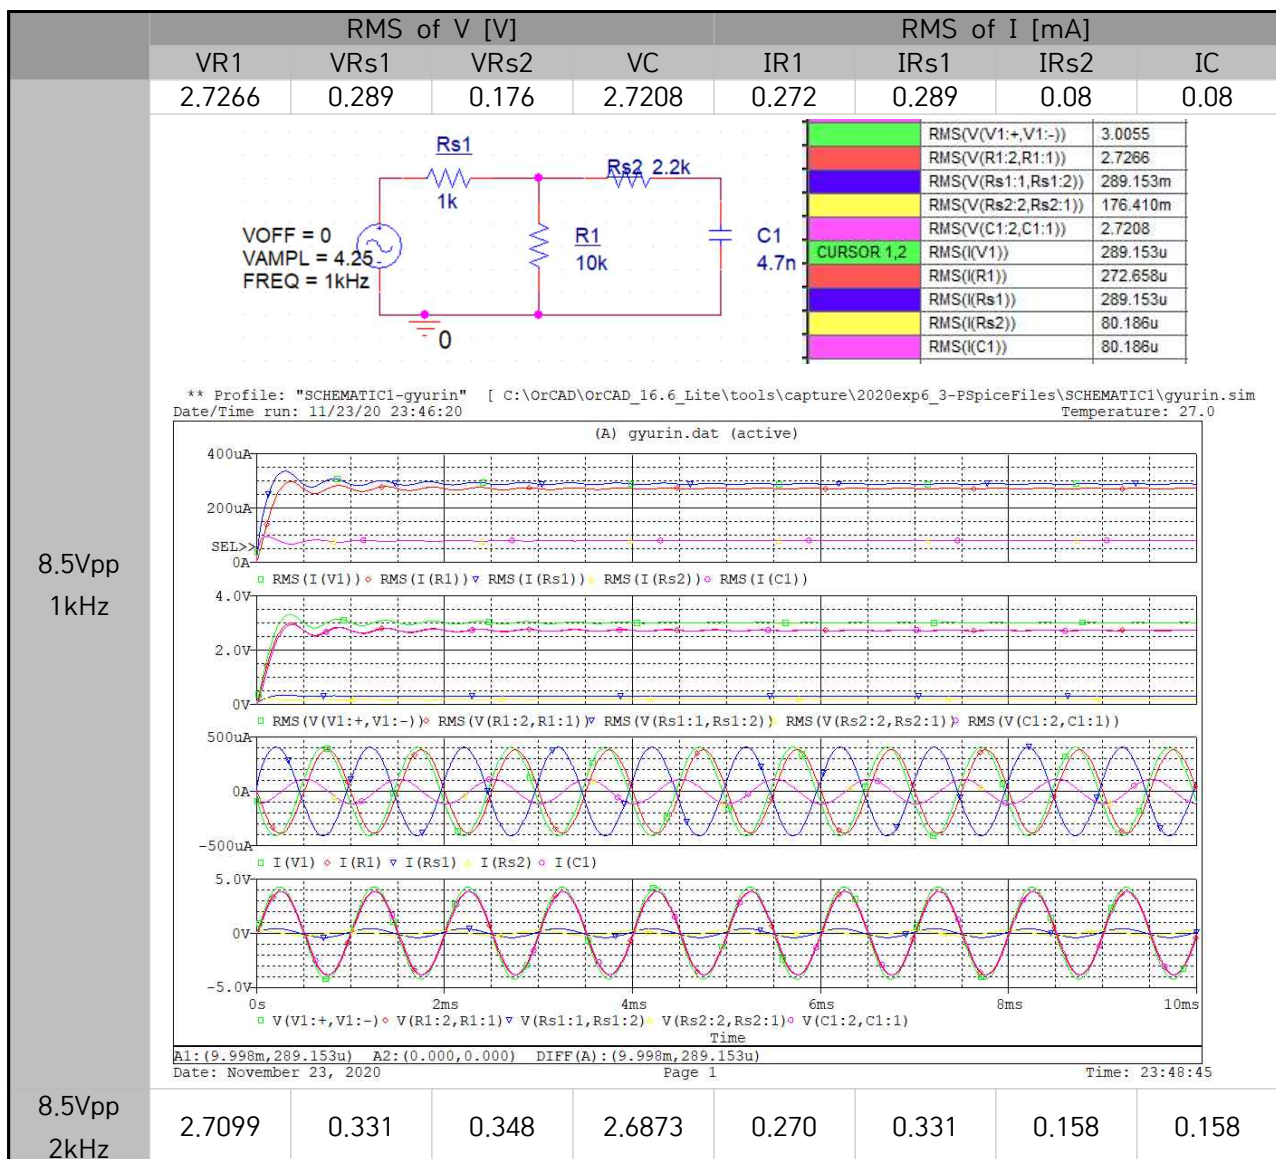 RMS of V [V] RMS of I [mA]
VR1 VRs1 VRs2 VC IR1 IRs1 IRs2 IC
2.7266 0.289 0.176 2.7208 0.272 0.289 0.08 0.08
8.5Vpp
1kHz
Rs1
1k
Rs2 2.2k
VOFF = 0
VAMPL = 4.25
FREQ = 1kHz
R1
10k
C1
4.7n
0
RMS(V(V1:+,V1:-)) 3.0055
RMS(V(R1:2,R1:1)) 2.7266
RMS(V(Rs1:1,Rs1:2)) 289.153m
RMS(V(Rs2:2,Rs2:1)) 176.410m
RMS(V(C1:2,C1:1)) 2.7208
CURSOR 1,2 RMS(I(V1)) 289.153u
RMS(I(R1)) 272.658u
RMS(I(Rs1)) 289.153u
RMS(I(Rs2)) 80.186u
RMS(I(C1)) 80.186u
** Profile: "SCHEMATIC1-gyurin" [ C:\OrCAD\OrCAD_16.6_Lite\tools\capture\2020exp6_3-PSpiceFiles\SCHEMATIC1\gyurin.sim
Date/Time run: 11/23/20 23:46:20 Temperature: 27.0
(A) gyurin.dat (active)
400uA
200uA
SEL>>
0A
RMS(I(V1)) RMS(I(R1)) RMS(I(Rs1)) RMS(I(Rs2)) RMS(I(C1))
4.0V
2.0V
0V
RMS(V(V1:+,V1:-)) RMS(V(R1:2,R1:1)) RMS(V(Rs1:1,Rs1:2)) RMS(V(Rs2:2,Rs2:1)) RMS(V(C1:2,C1:1))
500uA
0A
-500uA
I(V1) I(R1) I(Rs1) I(Rs2) I(C1)
5.0V
0V
-5.0V
0s 2ms 4ms 6ms 8ms 10ms
V(V1:+,V1:-) V(R1:2,R1:1) V(Rs1:1,Rs1:2) V(Rs2:2,Rs2:1) V(C1:2,C1:1)
Time
A1:(9.998m,289.153u) A2:(0.000,0.000) DIFF(A):(9.998m,289.153u)
Date: November 23, 2020 Page 1 Time: 23:48:45
8.5Vpp
2kHz
2.7099 0.331 0.348 2.6873 0.270 0.331 0.158 0.158